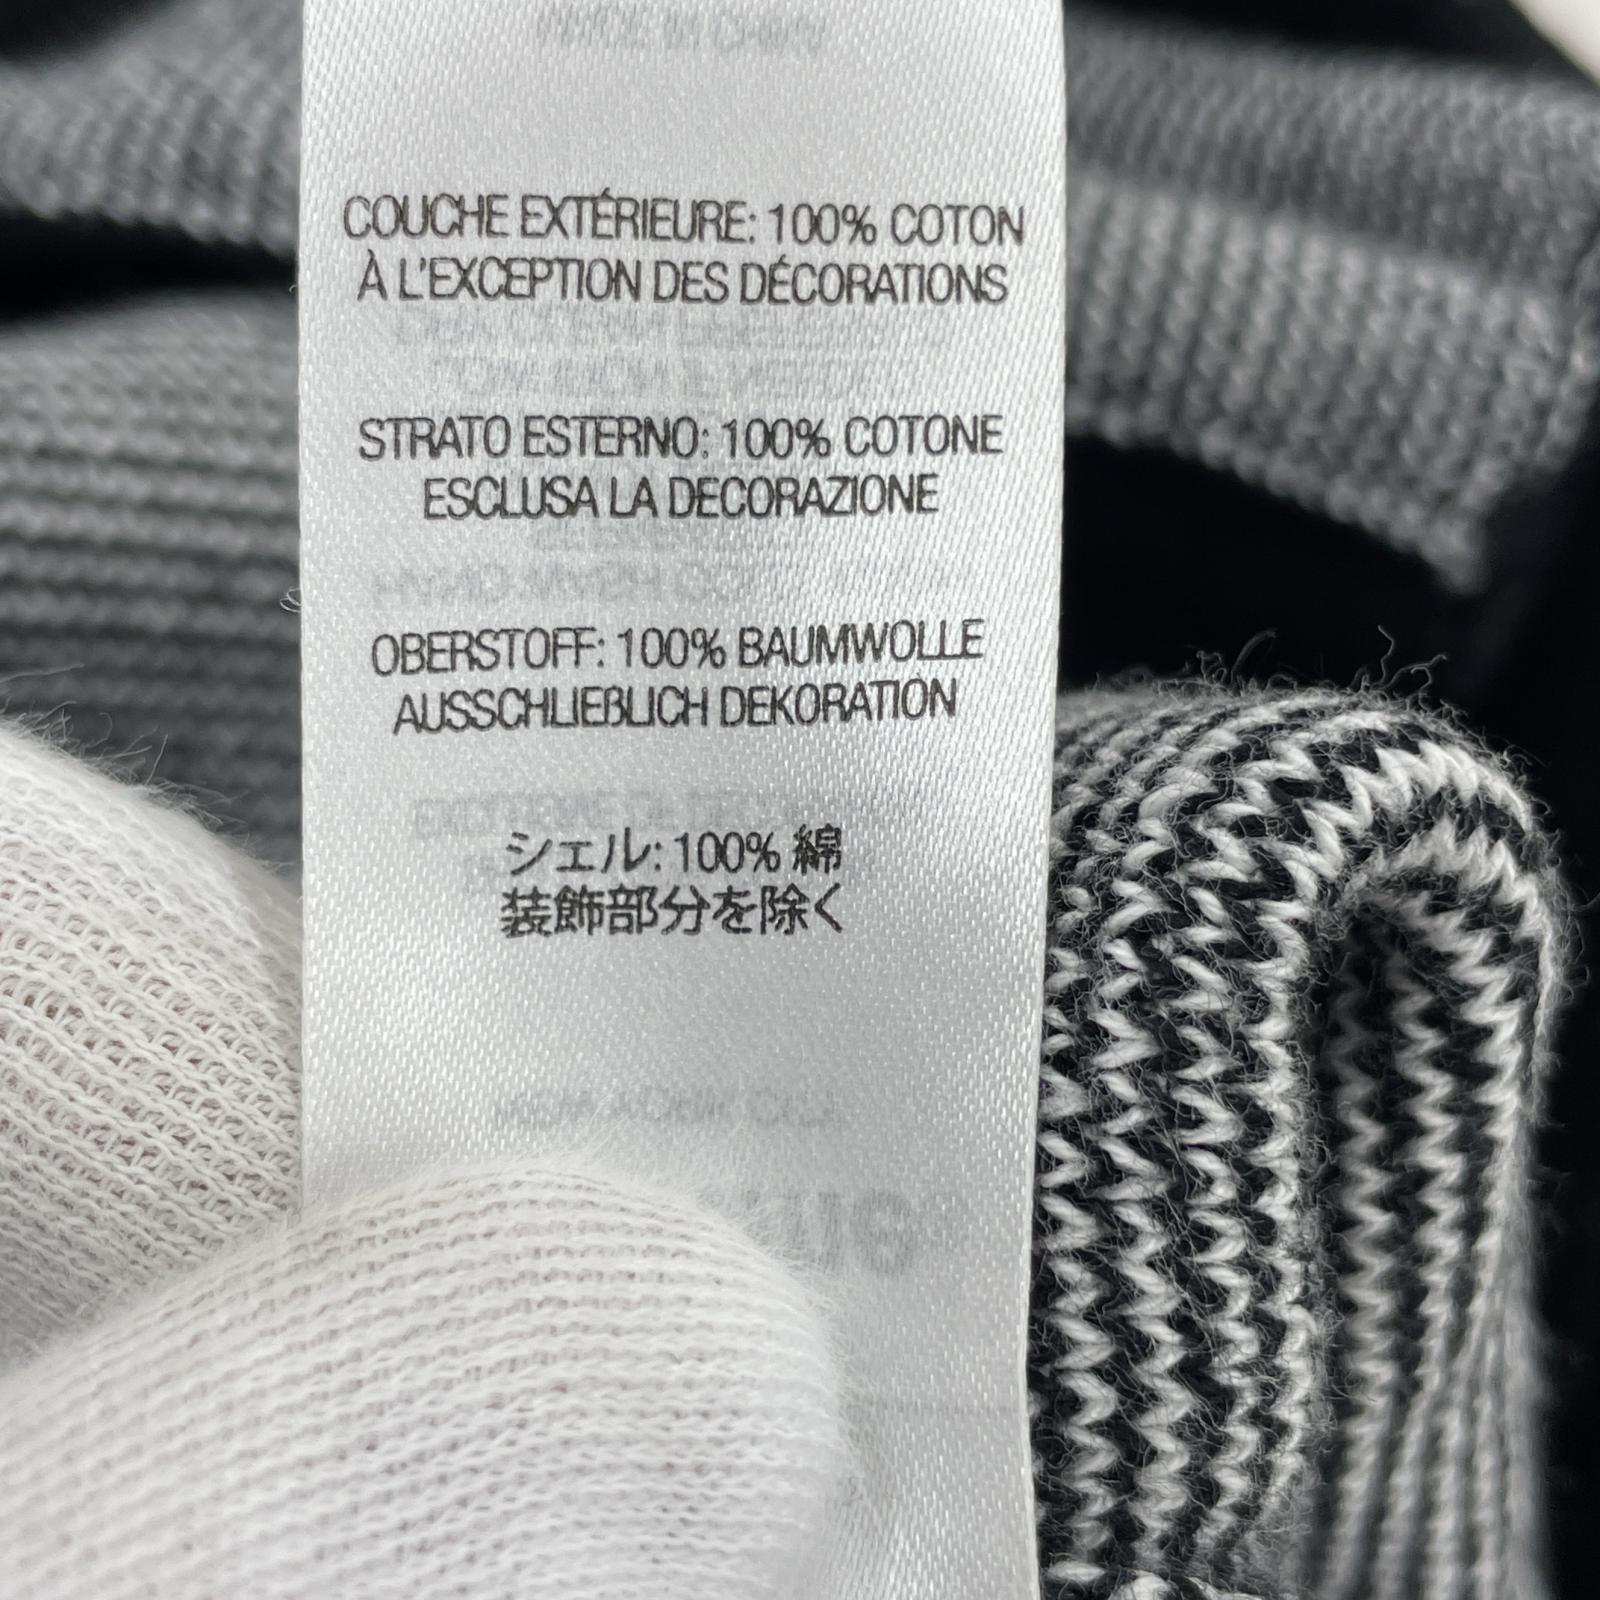 COUCHE EXTÉRIEURE: 100% COTON
À L'EXCEPTION DES DÉCORATIONS
STRATO ESTERNO: 100% COTONE
ESCLUSA LA DECORAZIONE
OBERSTOFF: 100% BAUMWOLLE
AUSSCHLIEßLICH DEKORATION
シェル: 100% 綿
装飾部分を除く